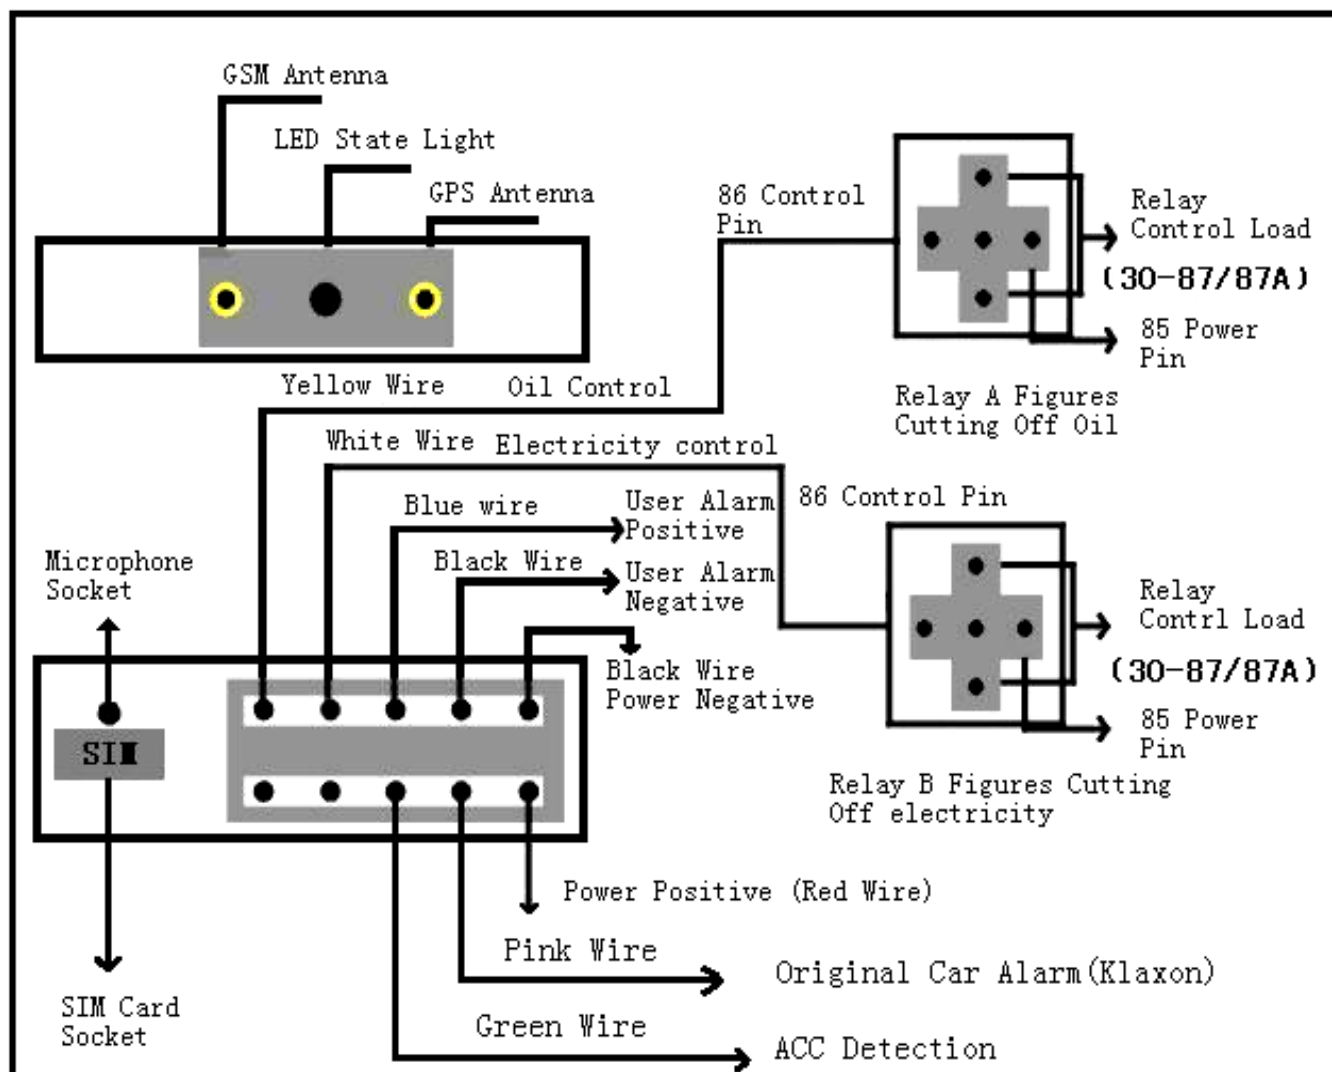 GSM Antenna
LED State Light
GPS Antenna
86 Control
Pin
Relay
Control Load
(30-87/87A)
85 Power
Pin
Yellow Wire
Oil Control
Relay A Figures
Cutting Off Oil
White Wire
Electricity control
86 Control Pin
Blue wire
User Alarm
Positive
Black Wire
User Alarm
Negative
Microphone
Socket
Black Wire
Power Negative
Relay
Contrl Load
(30-87/87A)
85 Power
Pin
SIM
Relay B Figures Cutting
Off electricity
Power Positive (Red Wire)
Pink Wire
Original Car Alarm(Klaxon)
SIM Card
Socket
Green Wire
ACC Detection